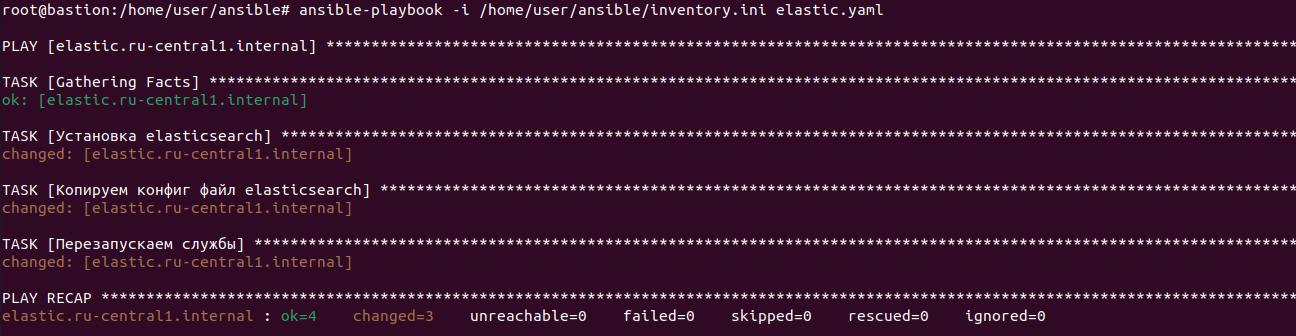 root@bastion:/home/user/ansible# ansible-playbook -i /home/user/ansible/inventory.ini elastic.yaml
PLAY [elastic.ru-central1.internal] ************************************************************************************************************
TASK [Gathering Facts] *************************************************************************************************************************
ok: [elastic.ru-central1.internal]
TASK [Установка elasticsearch] *****************************************************************************************************************
changed: [elastic.ru-central1.internal]
TASK [Копируем конфиг файл elasticsearch] ******************************************************************************************************
changed: [elastic.ru-central1.internal]
TASK [Перезапускаем службы] ********************************************************************************************************************
changed: [elastic.ru-central1.internal]
PLAY RECAP *************************************************************************************************************************************
elastic.ru-central1.internal : ok=4    changed=3    unreachable=0    failed=0    skipped=0    rescued=0    ignored=0